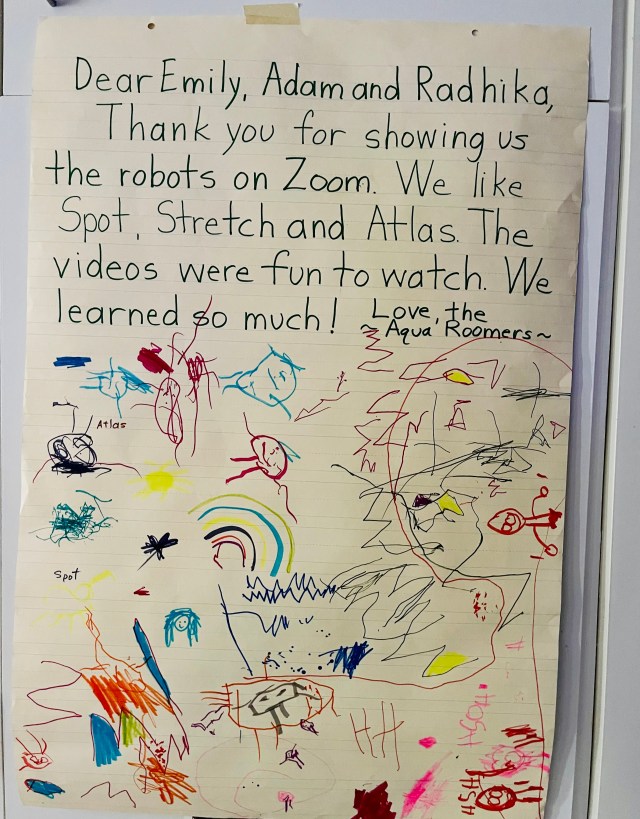 Dear Emily, Adam and Radhika,
Thank you for showing us
the robots on Zoom. We like
Spot, Stretch and Atlas. The
videos were fun to watch. We
learned so much!
Love, the
~ Aqua Roomers ~
Atlas
Spot